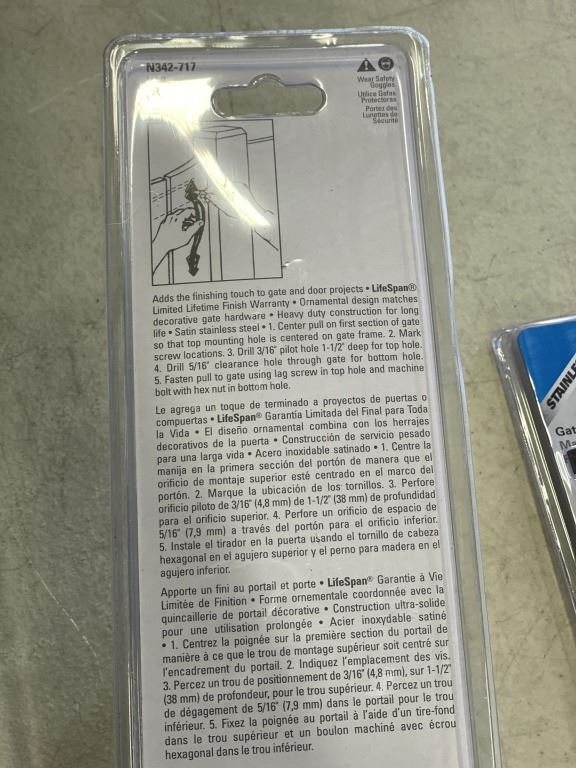 N342-717
Wear Safety
Goggles
Utilice Gafas
Protectoras
Portez des
Lunettes de
Sécurité
Adds the finishing touch to gate and door projects • LifeSpan®
Limited Lifetime Finish Warranty • Ornamental design matches
decorative gate hardware • Heavy duty construction for long
life • Satin stainless steel • 1. Center pull on first section of gate
so that top mounting hole is centered on gate frame. 2. Mark
screw locations. 3. Drill 3/16" pilot hole 1-1/2" deep for top hole.
4. Drill 5/16" clearance hole through gate for bottom hole.
5. Fasten pull to gate using lag screw in top hole and machine
bolt with hex nut in bottom hole.
Le agrega un toque de terminado a proyectos de puertas o
compuertas • LifeSpan® Garantía Limitada del Final para Toda
la Vida • El diseño ornamental combina con los herrajes
decorativos de la puerta • Construcción de servicio pesado
para una larga vida • Acero inoxidable satinado • 1. Centre la
manija en la primera sección del portón de manera que el
orificio de montaje superior esté centrado en el marco del
portón. 2. Marque la ubicación de los tornillos. 3. Perfore
orificio piloto de 3/16" (4,8 mm) de 1-1/2" (38 mm) de profundidad
para el orificio superior. 4. Perfore un orificio de espacio de
5/16" (7,9 mm) a través del portón para el orificio inferior.
5. Instale el tirador en la puerta usando el tornillo de cabeza
hexagonal en el agujero superior y el perno para madera en el
agujero inferior.
Apporte un fini au portail et porte • LifeSpan® Garantie à Vie
Limitée de Finition • Forme ornementale coordonnée avec la
quincaillerie de portail décorative • Construction ultra-solide
pour une utilisation prolongée • Acier inoxydable satiné
• 1. Centrez la poignée sur la première section du portail de
manière à ce que le trou de montage supérieur soit centré sur
l'encadrement du portail. 2. Indiquez l'emplacement des vis.
3. Percez un trou de positionnement de 3/16" (4,8 mm), sur 1-1/2"
(38 mm) de profondeur, pour le trou supérieur. 4. Percez un trou
de dégagement de 5/16" (7,9 mm) dans le portail pour le trou
inférieur. 5. Fixez la poignée au portail à l'aide d'un tire-fond
dans le trou supérieur et un boulon machiné avec écrou
hexagonal dans le trou inférieur.